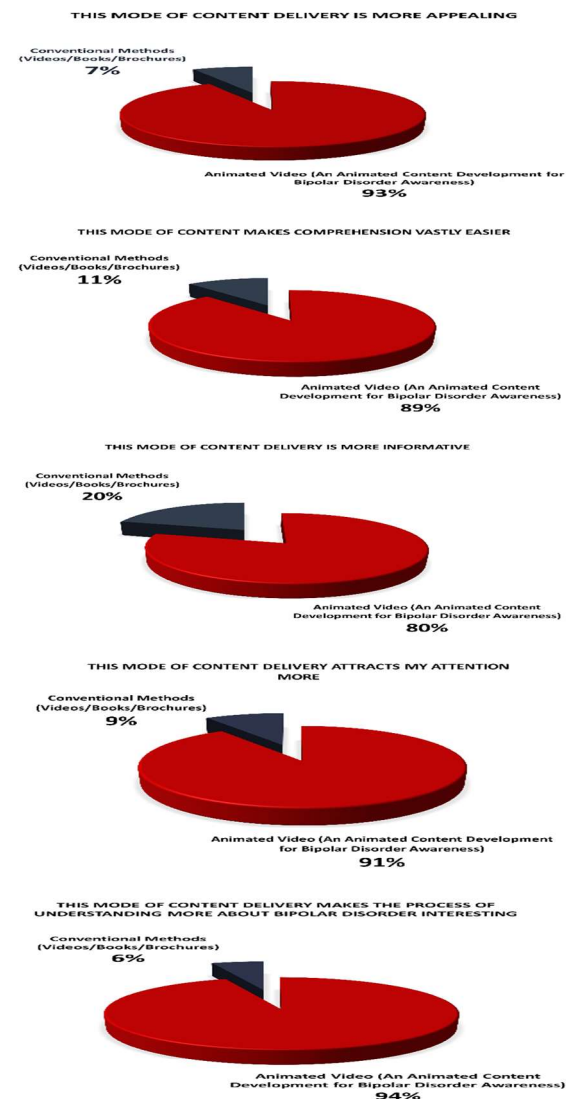 THIS MODE OF CONTENT DELIVERY IS MORE APPEALING
Conventional Methods
(Videos/Books/Brochures)
7%
Animated Video (An Animated Content Development for
Bipolar Disorder Awareness)
93%
THIS MODE OF CONTENT MAKES COMPREHENSION VASTLY EASIER
Conventional Methods
(Videos/Books/Brochures)
11%
Animated Video (An Animated Content
Development for Bipolar Disorder Awareness)
89%
THIS MODE OF CONTENT DELIVERY IS MORE INFORMATIVE
Conventional Methods
(Videos/Books/Brochures)
20%
Animated Video (An Animated Content
Development for Bipolar Disorder Awareness)
80%
THIS MODE OF CONTENT DELIVERY ATTRACTS MY ATTENTION
MORE
Conventional Methods
(Videos/Books/Brochures)
9%
Animated Video (An Animated Content Development
for Bipolar Disorder Awareness)
91%
THIS MODE OF CONTENT DELIVERY MAKES THE PROCESS OF
UNDERSTANDING MORE ABOUT BIPOLAR DISORDER INTERESTING
Conventional Methods
(Videos/Books/Brochures)
6%
Animated Video (An Animated Content
Development for Bipolar Disorder Awareness)
94%